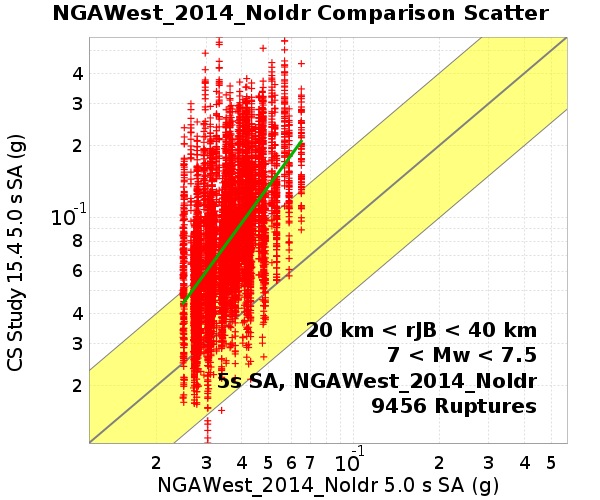 NGAWest_2014_NoIdr Comparison Scatter
CS Study 15.4 5.0 s SA (g)
4
3
2
10-1
8
6
4
3
2
20 km < rJB < 40 km
7 < Mw < 7.5
5s SA, NGAWest_2014_NoIdr
9456 Ruptures
2 3 4 5 6 7 10-1 2 3 4 5
NGAWest_2014_NoIdr 5.0 s SA (g)